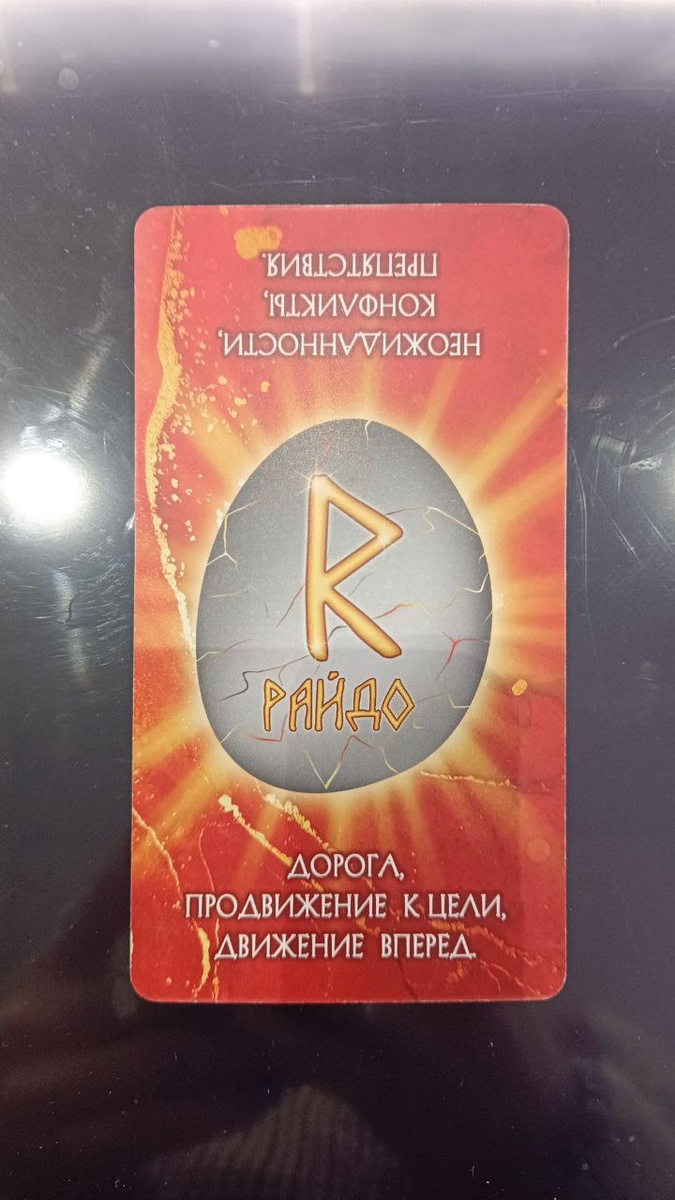 НЕОЖИДАННОСТИ,
КОНФЛИКТЫ,
ПРЕПЯТСТВИЯ.
ᚱ
РАЙДО
ДОРОГА,
ПРОДВИЖЕНИЕ К ЦЕЛИ,
ДВИЖЕНИЕ ВПЕРЕД.